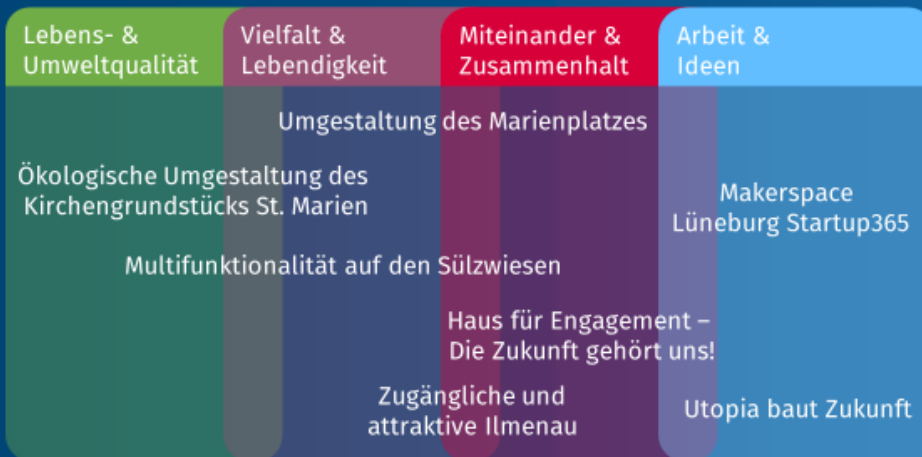 Lebens- &
Umweltqualität
Vielfalt &
Lebendigkeit
Miteinander &
Zusammenhalt
Arbeit &
Ideen
Umgestaltung des Marienplatzes
Ökologische Umgestaltung des
Kirchengrundstücks St. Marien
Makerspace
Lüneburg Startup365
Multifunktionalität auf den Sülzwiesen
Haus für Engagement –
Die Zukunft gehört uns!
Zugängliche und
attraktive Ilmenau
Utopia baut Zukunft